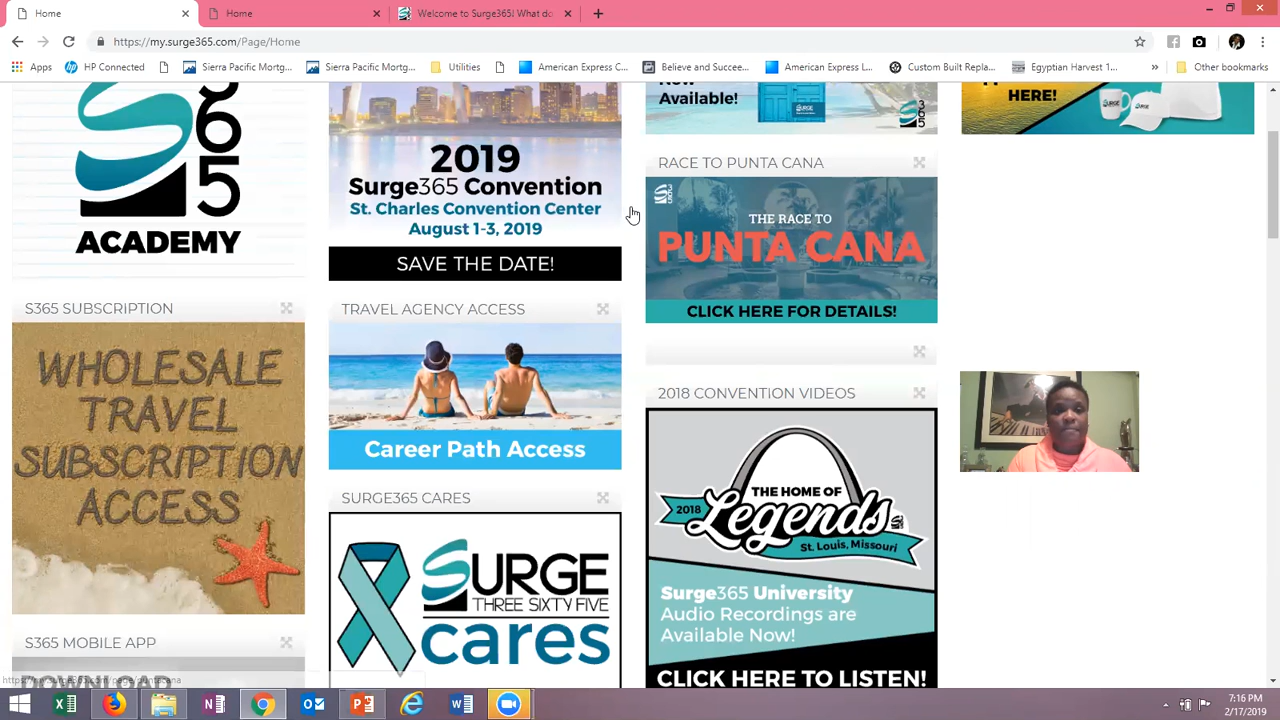 Home
Home
Welcome to Surge365! What do
https://my.surge365.com/Page/Home
Apps
HP Connected
Sierra Pacific Mortg...
Sierra Pacific Mortg...
Utilities
American Express C...
Believe and Succee...
American Express L...
Custom Built Repla...
Egyptian Harvest 1...
»
Other bookmarks
365
ACADEMY
S365 SUBSCRIPTION
WHOLESALE
TRAVEL
SUBSCRIPTION
ACCESS
S365 MOBILE APP
2019
Surge365 Convention
St. Charles Convention Center
August 1-3, 2019
SAVE THE DATE!
TRAVEL AGENCY ACCESS
Career Path Access
SURGE365 CARES
SURGE
THREE SIXTY FIVE
cares
Available!
SURGE
365
RACE TO PUNTA CANA
THE RACE TO
PUNTA CANA
CLICK HERE FOR DETAILS!
2018 CONVENTION VIDEOS
THE HOME OF
2018
Legends
St. Louis, Missouri
Surge365 University
Audio Recordings are
Available Now!
CLICK HERE TO LISTEN!
HERE!
SURGE
SURGE
7:16 PM
2/17/2019